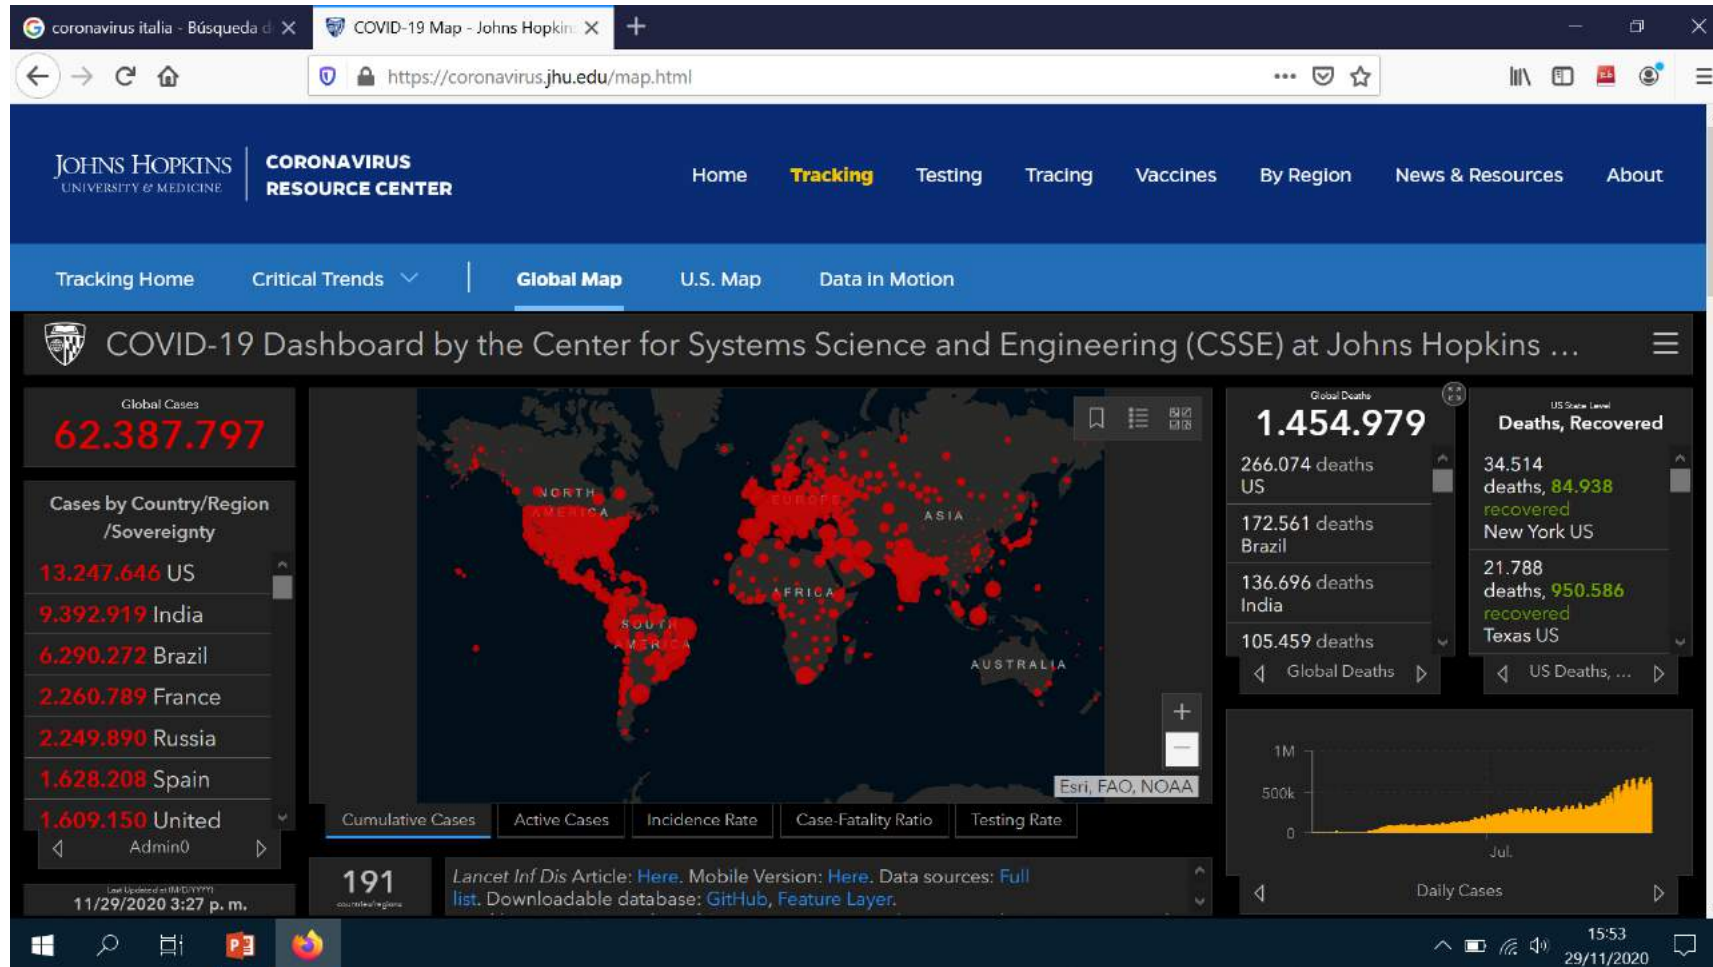 coronavirus italia - Búsqueda d
COVID-19 Map - Johns Hopkin
https://coronavirus.jhu.edu/map.html
JOHNS HOPKINS
UNIVERSITY & MEDICINE
CORONAVIRUS
RESOURCE CENTER
Home
Tracking
Testing
Tracing
Vaccines
By Region
News & Resources
About
Tracking Home
Critical Trends
Global Map
U.S. Map
Data in Motion
COVID-19 Dashboard by the Center for Systems Science and Engineering (CSSE) at Johns Hopkins ...
Global Cases
62.387.797
Cases by Country/Region
/Sovereignty
13.247.646 US
9.392.919 India
6.290.272 Brazil
2.260.789 France
2.249.890 Russia
1.628.208 Spain
1.609.150 United
Admin0
Last Updated at (M/D/YYYY)
11/29/2020 3:27 p. m.
NORTH
AMERICA
EUROPE
ASIA
AFRICA
SOUTH
AMERICA
AUSTRALIA
Esri, FAO, NOAA
Cumulative Cases
Active Cases
Incidence Rate
Case-Fatality Ratio
Testing Rate
191
countries/regions
Lancet Inf Dis Article: Here. Mobile Version: Here. Data sources: Full
list. Downloadable database: GitHub, Feature Layer.
Global Deaths
1.454.979
266.074 deaths
US
172.561 deaths
Brazil
136.696 deaths
India
105.459 deaths
Global Deaths
US State Level
Deaths, Recovered
34.514
deaths, 84.938
recovered
New York US
21.788
deaths, 950.586
recovered
Texas US
US Deaths, ...
1M
500k
0
Jul.
Daily Cases
15:53
29/11/2020